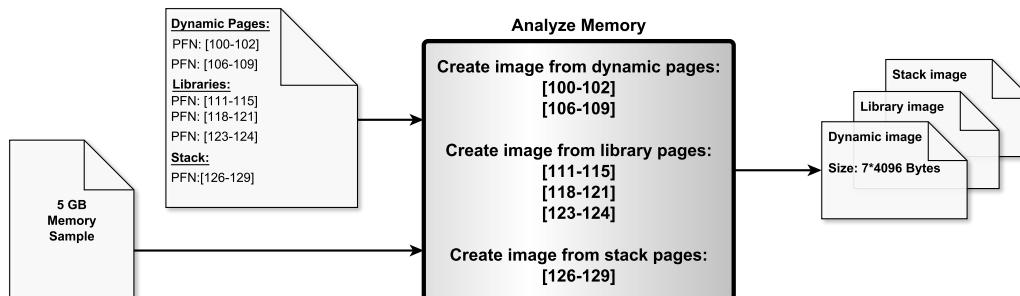 Dynamic Pages:
PFN: [100-102]
PFN: [106-109]
Libraries:
PFN: [111-115]
PFN: [118-121]
PFN: [123-124]
Stack:
PFN:[126-129]
5 GB
Memory
Sample
Analyze Memory
Create image from dynamic pages:
[100-102]
[106-109]
Create image from library pages:
[111-115]
[118-121]
[123-124]
Create image from stack pages:
[126-129]
Stack image
Library image
Dynamic image
Size: 7*4096 Bytes